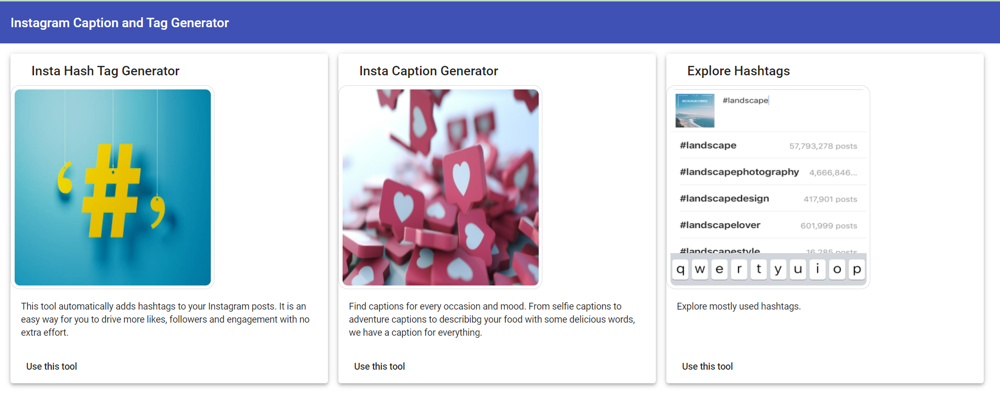 Instagram Caption and Tag Generator
Insta Hash Tag Generator
#
This tool automatically adds hashtags to your Instagram posts. It is an
easy way for you to drive more likes, followers and engagement with no
extra effort.
Use this tool
Insta Caption Generator
Find captions for every occasion and mood. From selfie captions to
adventure captions to describibg your food with some delicious words,
we have a caption for everything.
Use this tool
Explore Hashtags
INSTAGRAM STORIES
#landscape
#landscape 57,793,278 posts
#landscapephotography 4,666,846...
#landscapedesign 417,901 posts
#landscapelover 601,999 posts
#landscapestyle 16,285 posts
q w e r t y u i o p
Explore mostly used hashtags.
Use this tool